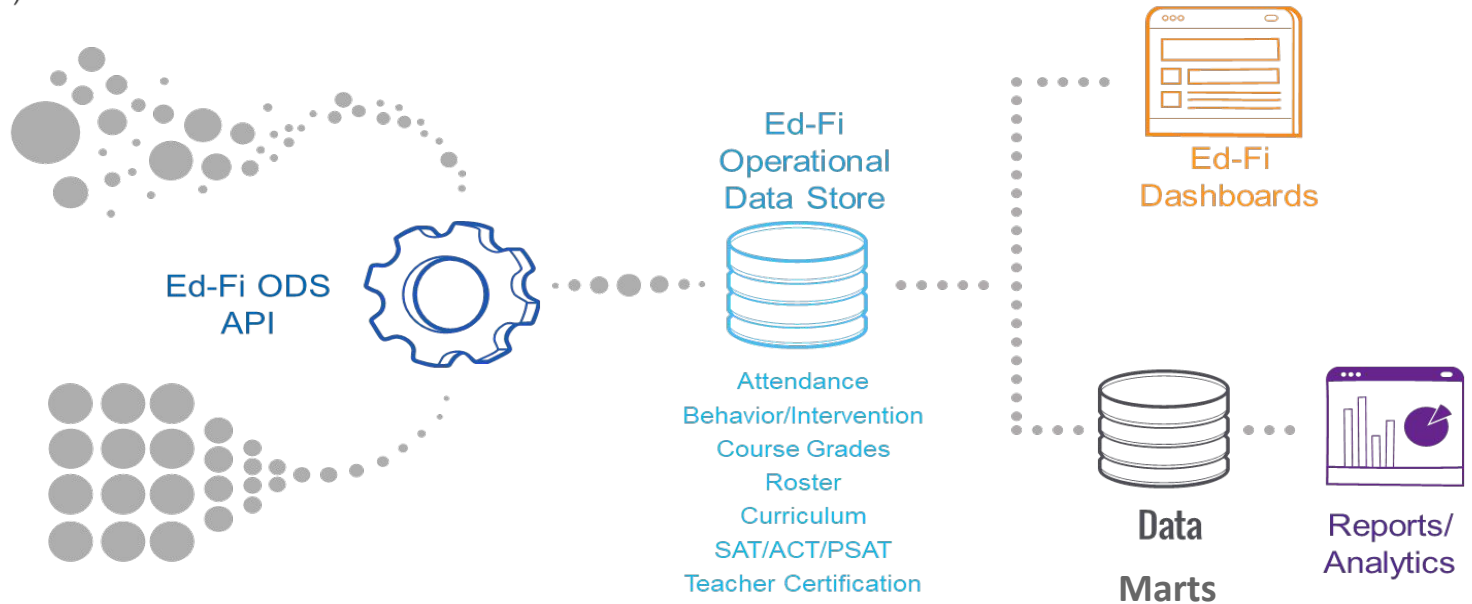 Ed-Fi ODS
API
Ed-Fi
Operational
Data Store
Attendance
Behavior/Intervention
Course Grades
Roster
Curriculum
SAT/ACT/PSAT
Teacher Certification
Ed-Fi
Dashboards
Data
Marts
Reports/
Analytics